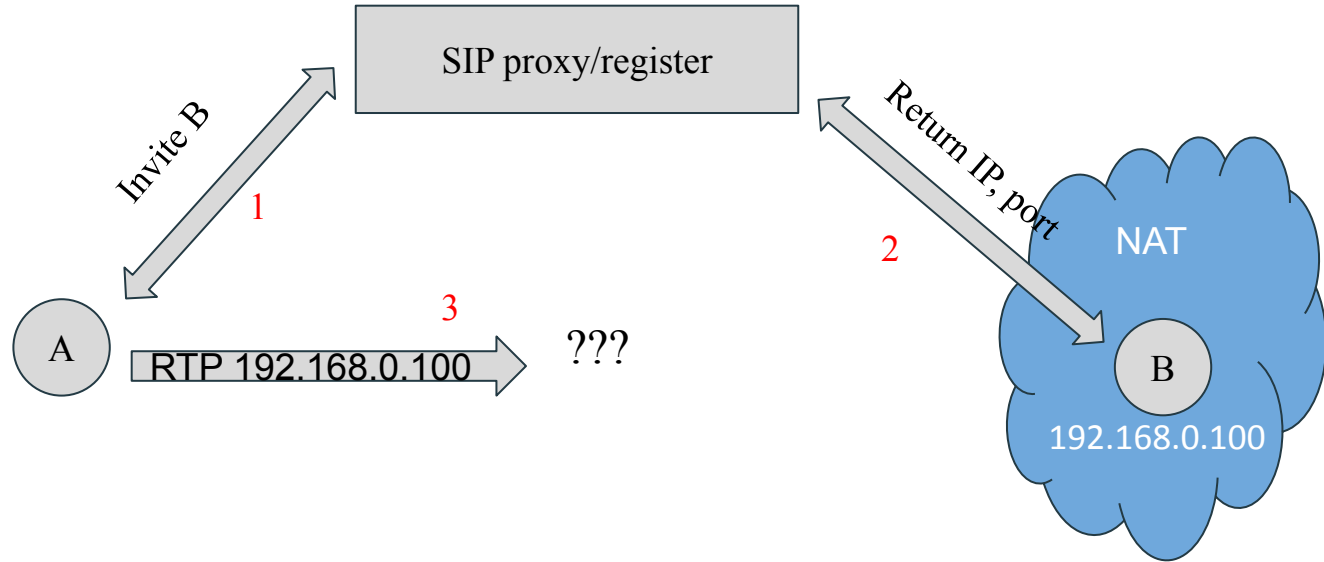 SIP proxy/register
Invite B
1
Return IP, port
2
NAT
3
A
RTP 192.168.0.100
???
B
192.168.0.100